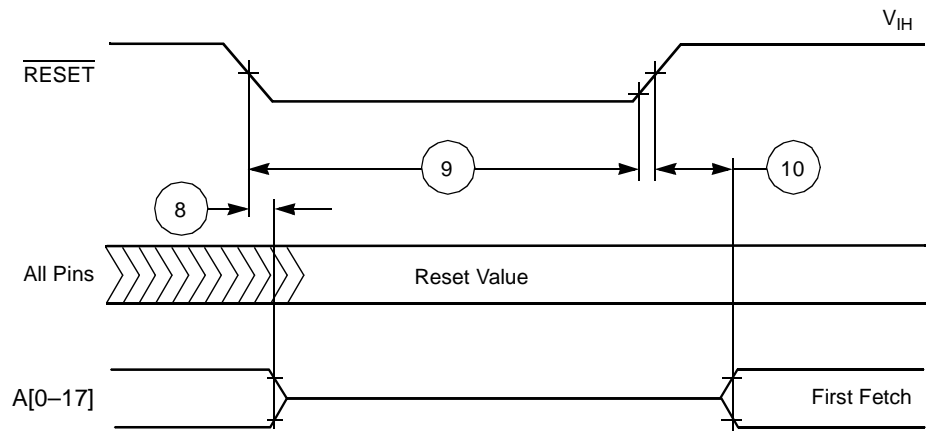 V_IH
RESET
9
10
8
All Pins
Reset Value
A[0–17]
First Fetch